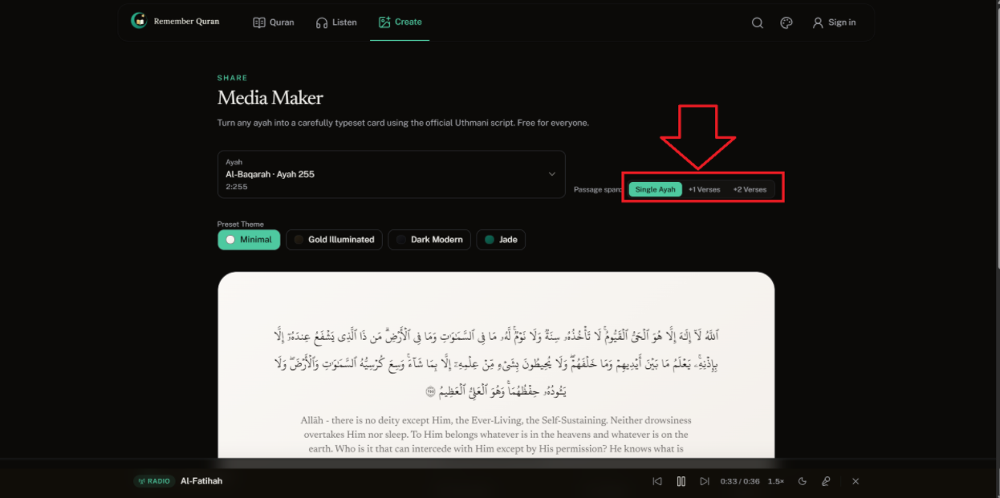 Remember Quran
Quran
Listen
Create
Sign in
SHARE
Media Maker
Turn any ayah into a carefully typeset card using the official Uthmani script. Free for everyone.
Ayah
Al-Baqarah · Ayah 255
2:255
Passage span:
Single Ayah
+1 Verses
+2 Verses
Preset Theme
Minimal
Gold Illuminated
Dark Modern
Jade
ٱللَّهُ لَآ إِلَـٰهَ إِلَّا هُوَ ٱلْحَىُّ ٱلْقَيُّومُ ۚ لَا تَأْخُذُهُۥ سِنَةٌ وَلَا نَوْمٌ ۚ لَّهُۥ مَا فِى ٱلسَّمَـٰوَٰتِ وَمَا فِى ٱلْأَرْضِ ۗ مَن ذَا ٱلَّذِى يَشْفَعُ عِندَهُۥٓ إِلَّا
بِإِذْنِهِۦ ۚ يَعْلَمُ مَا بَيْنَ أَيْدِيهِمْ وَمَا خَلْفَهُمْ ۖ وَلَا يُحِيطُونَ بِشَىْءٍ مِّنْ عِلْمِهِۦٓ إِلَّا بِمَا شَآءَ ۚ وَسِعَ كُرْسِيُّهُ ٱلسَّمَـٰوَٰتِ وَٱلْأَرْضَ ۖ وَلَا
يَـُٔودُهُۥ حِفْظُهُمَا ۚ وَهُوَ ٱلْعَلِىُّ ٱلْعَظِيمُ ٢٥٥
Allāh - there is no deity except Him, the Ever-Living, the Self-Sustaining. Neither drowsiness
overtakes Him nor sleep. To Him belongs whatever is in the heavens and whatever is on the
earth. Who is it that can intercede with Him except by His permission? He knows what is
RADIO
Al-Fatihah
0:33 / 0:36
1.5×